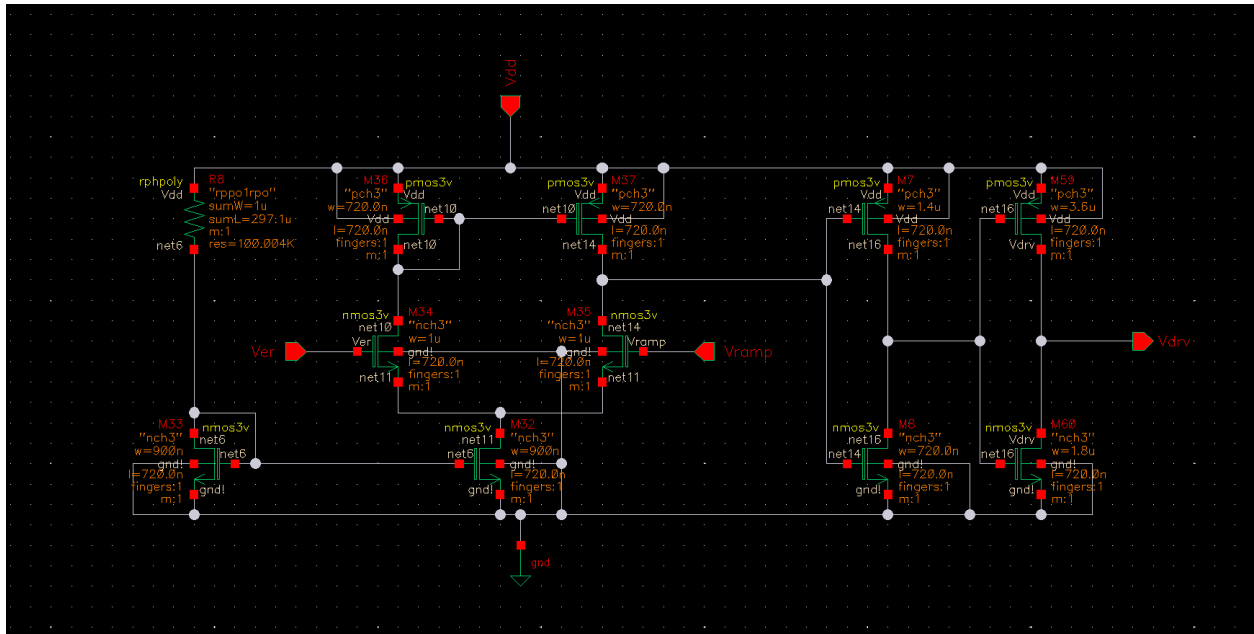 Vdd
rphpoly
R8
Vdd
"rppo1rpo"
sumW=1u
sumL=297.1u
m:1
net6
res=100.004K
M36
pmos3v
"pch3"
Vdd
w=720.0n
Vdd
net10
l=720.0n
fingers:1
net10
m:1
pmos3v
M37
"pch3"
Vdd
w=720.0n
net10
Vdd
l=720.0n
fingers:1
net14
m:1
pmos3v
M7
"pch3"
Vdd
w=1.4u
net14
Vdd
l=720.0n
fingers:1
net16
m:1
pmos3v
M59
"pch3"
Vdd
w=3.6u
net16
Vdd
l=720.0n
fingers:1
Vdrv
m:1
nmos3v
M34
net10
"nch3"
w=1u
Ver
Ver
gnd!
l=720.0n
fingers:1
net11
m:1
nmos3v
M35
net14
"nch3"
w=1u
Vramp
gnd!
l=720.0n
fingers:1
net11
m:1
Vramp
Vdrv
M33
nmos3v
"nch3"
net6
w=900n
gnd!
net6
l=720.0n
fingers:1
gnd!
m:1
nmos3v
M32
net11
"nch3"
w=900n
net6
gnd!
l=720.0n
fingers:1
gnd!
m:1
nmos3v
M8
"nch3"
net16
w=720.0n
net14
gnd!
l=720.0n
fingers:1
gnd!
m:1
nmos3v
M60
Vdrv
"nch3"
w=1.8u
net16
gnd!
l=720.0n
fingers:1
gnd!
m:1
gnd